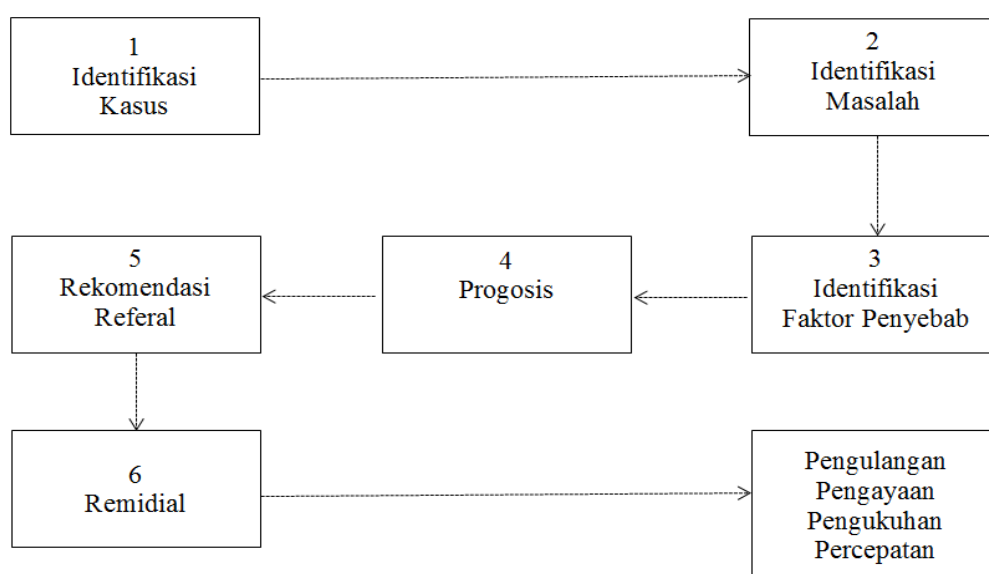 1
Identifikasi
Kasus
2
Identifikasi
Masalah
3
Identifikasi
Faktor Penyebab
4
Progosis
5
Rekomendasi
Referal
6
Remidial
Pengulangan
Pengayaan
Pengukuhan
Percepatan